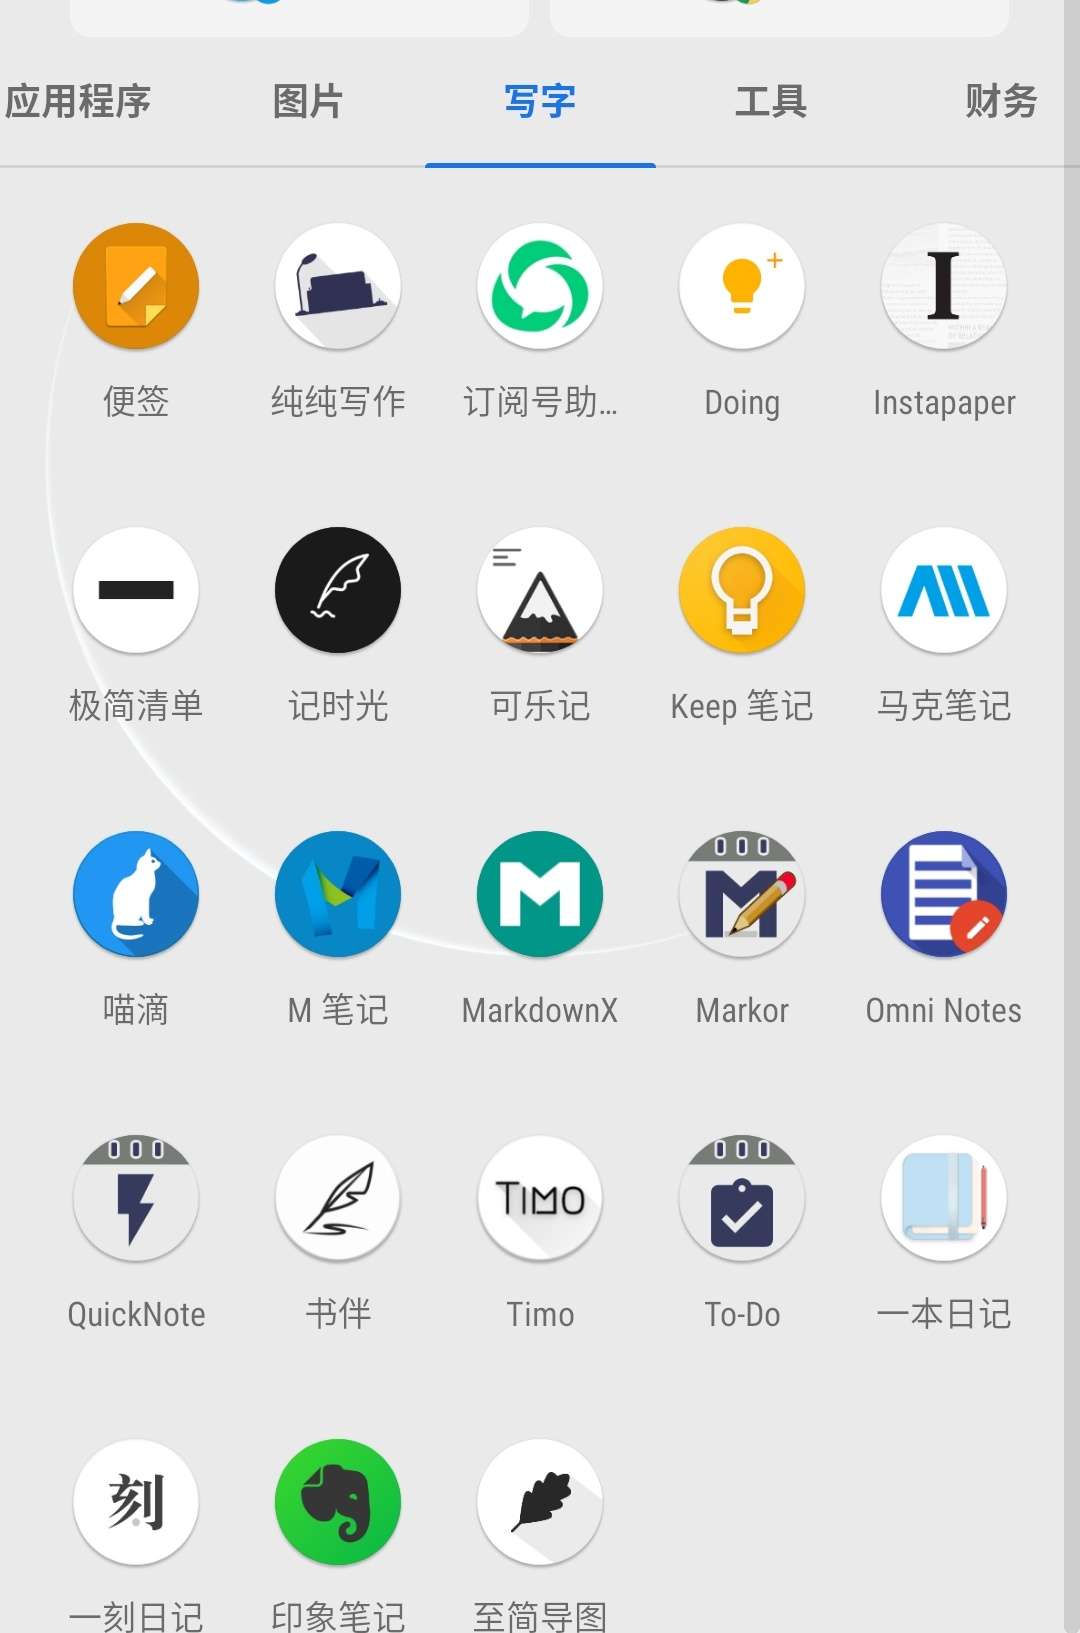 应用程序 图片 写字 工具 财务
I
便签 纯纯写作 订阅号助... Doing Instapaper
极简清单 记时光 可乐记 Keep 笔记 马克笔记
M M
喵滴 M 笔记 MarkdownX Markor Omni Notes
TIMO
QuickNote 书伴 Timo To-Do 一本日记
刻
一刻日记 印象笔记 至简导图